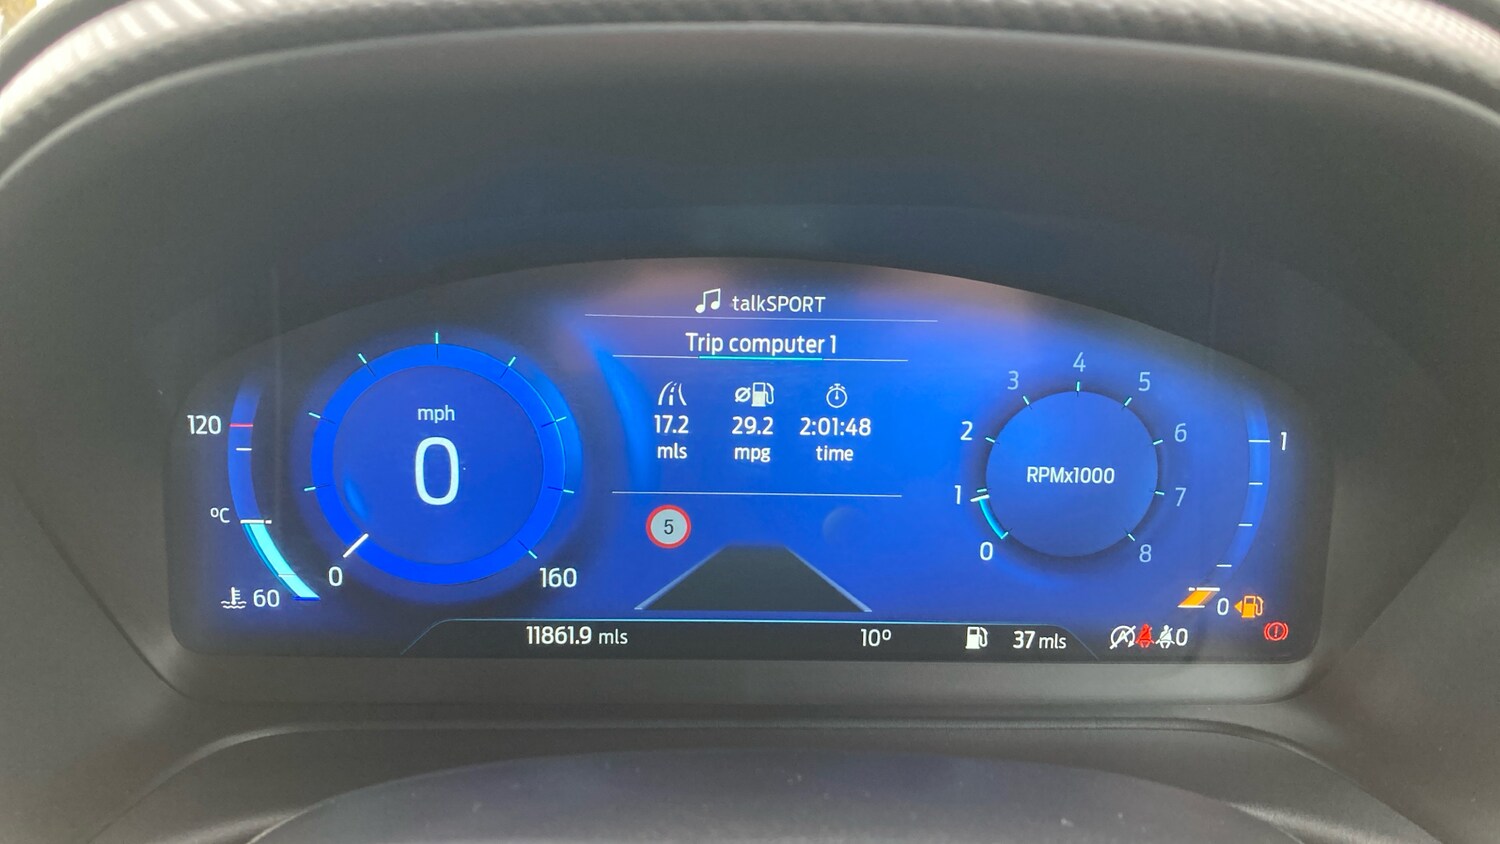 talkSPORT
Trip computer 1
17.2 29.2 2:01:48
mls mpg time
120
°C
60
mph
0
0 160
5
RPMx1000
0 1 2 3 4 5 6 7 8
1
0
11861.9 mls 10° 37 mls 0